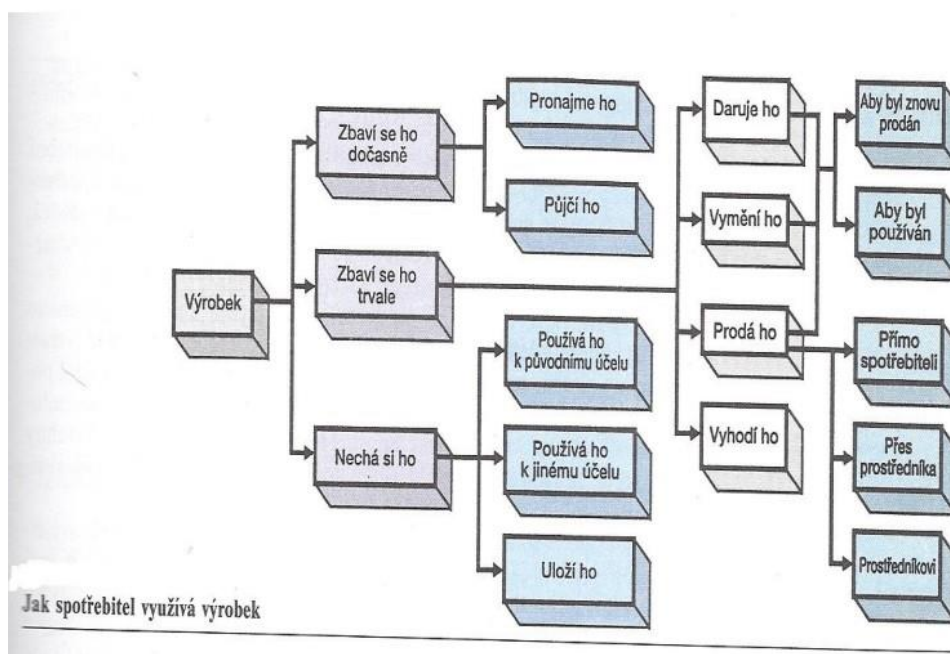 Výrobek
Zbaví se ho
dočasně
Zbaví se ho
trvale
Nechá si ho
Pronajme ho
Půjčí ho
Používá ho
k původnímu účelu
Používá ho
k jinému účelu
Uloží ho
Daruje ho
Vymění ho
Prodá ho
Vyhodí ho
Aby byl znovu
prodán
Aby byl
používán
Přímo
spotřebiteli
Přes
prostředníka
Prostředníkovi
Jak spotřebitel využívá výrobek